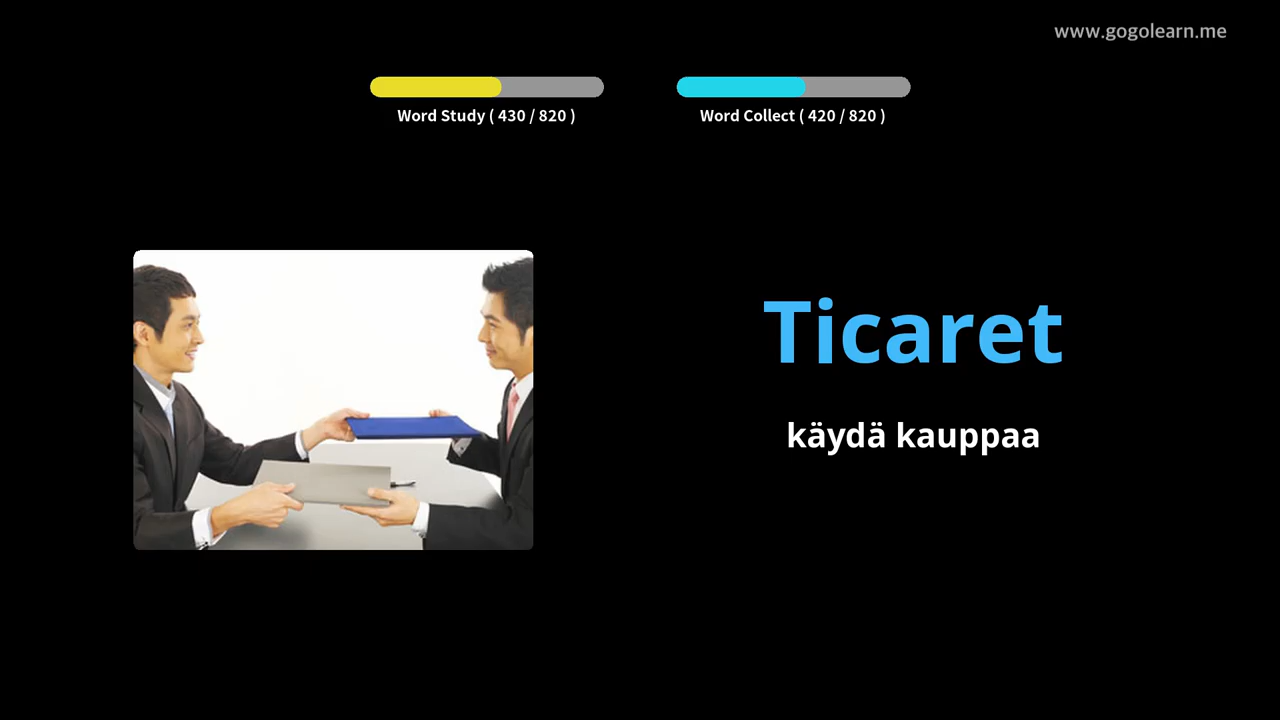 www.gogolearn.me
Word Study ( 430 / 820 )
Word Collect ( 420 / 820 )
Ticaret
käydä kauppaa